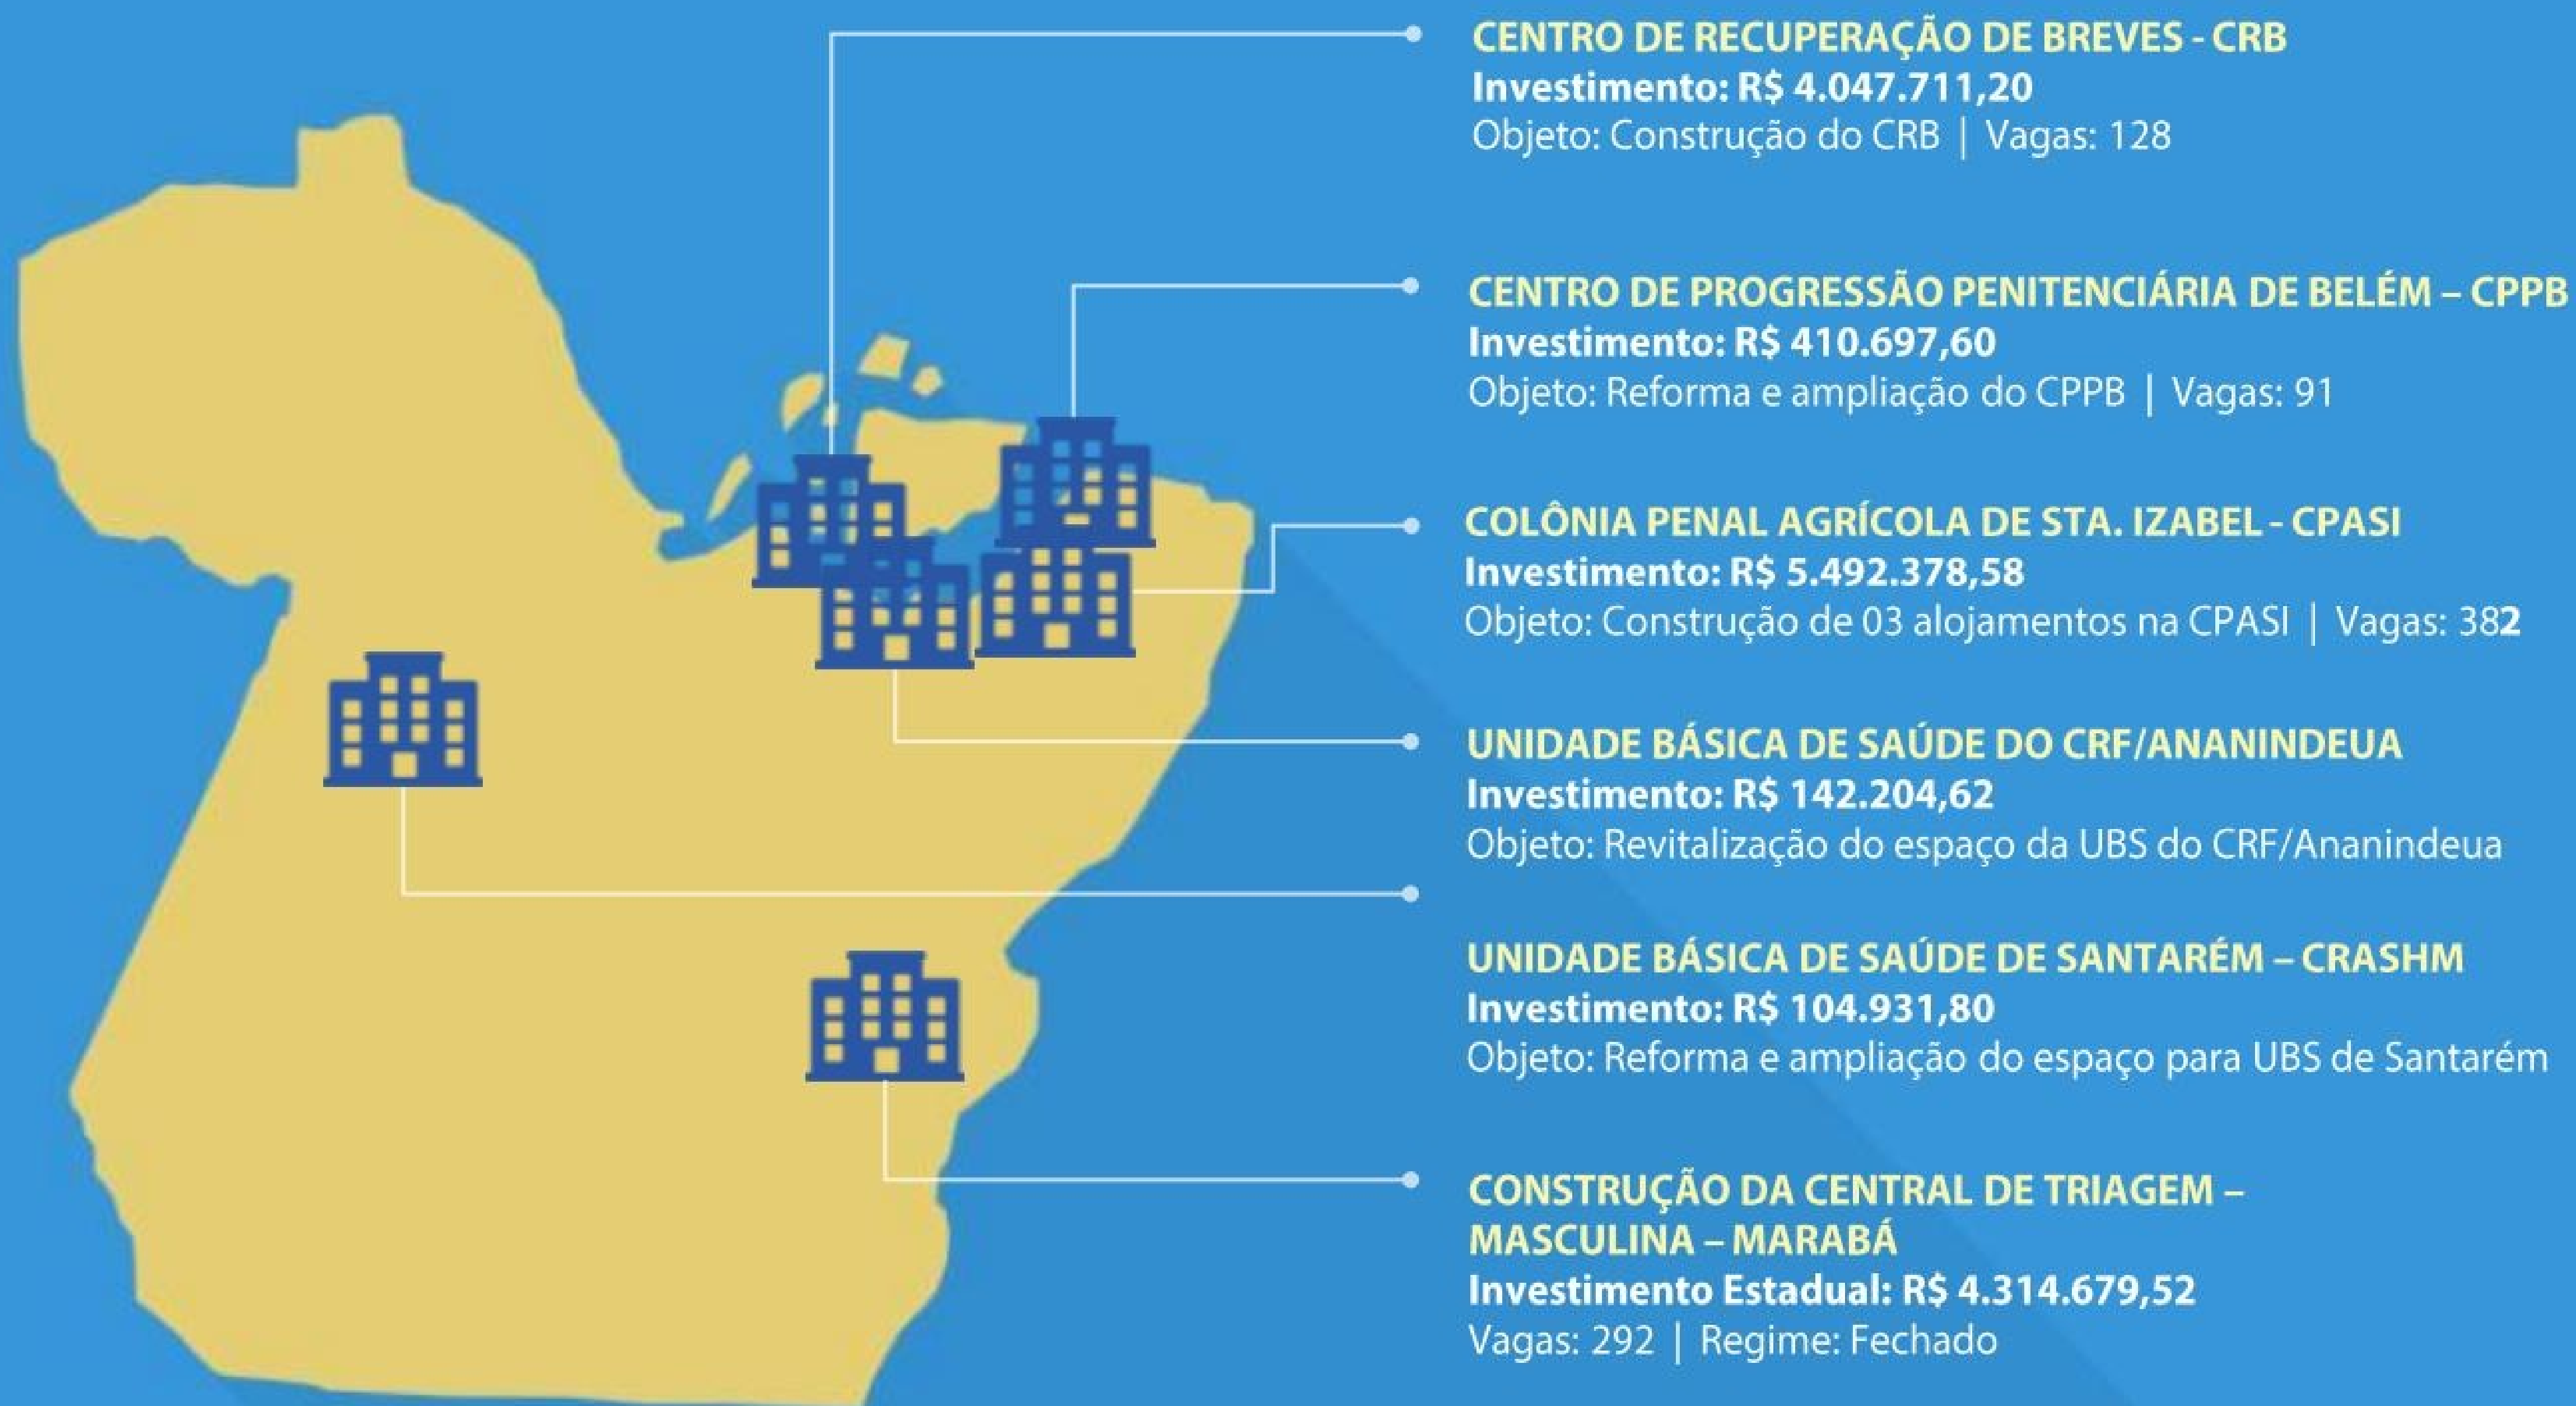 CENTRO DE RECUPERAÇÃO DE BREVES - CRB
Investimento: R$ 4.047.711,20
Objeto: Construção do CRB | Vagas: 128
CENTRO DE PROGRESSÃO PENITENCIÁRIA DE BELÉM – CPPB
Investimento: R$ 410.697,60
Objeto: Reforma e ampliação do CPPB | Vagas: 91
COLÔNIA PENAL AGRÍCOLA DE STA. IZABEL - CPASI
Investimento: R$ 5.492.378,58
Objeto: Construção de 03 alojamentos na CPASI | Vagas: 382
UNIDADE BÁSICA DE SAÚDE DO CRF/ANANINDEUA
Investimento: R$ 142.204,62
Objeto: Revitalização do espaço da UBS do CRF/Ananindeua
UNIDADE BÁSICA DE SAÚDE DE SANTARÉM – CRASHM
Investimento: R$ 104.931,80
Objeto: Reforma e ampliação do espaço para UBS de Santarém
CONSTRUÇÃO DA CENTRAL DE TRIAGEM –
MASCULINA – MARABÁ
Investimento Estadual: R$ 4.314.679,52
Vagas: 292 | Regime: Fechado